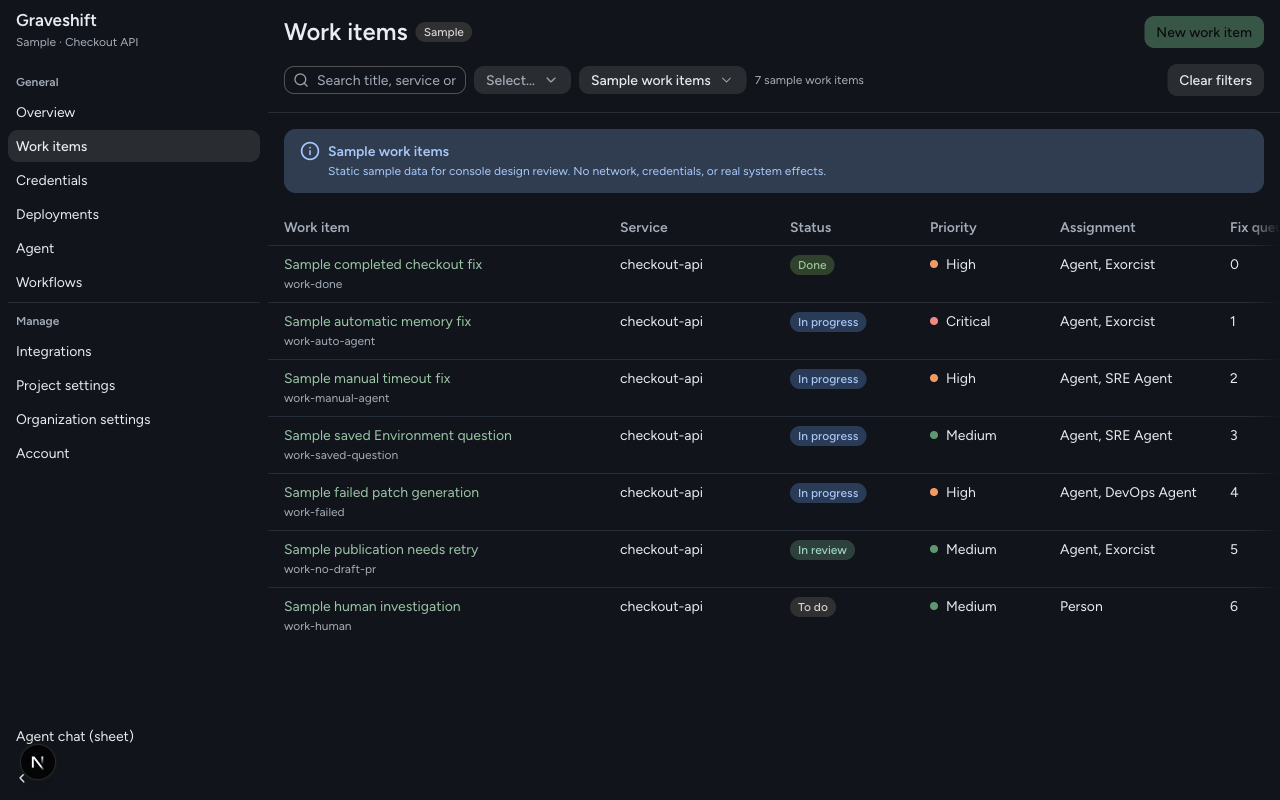 Graveshift
Sample · Checkout API
General
Overview
Work items
Credentials
Deployments
Agent
Workflows
Manage
Integrations
Project settings
Organization settings
Account
Agent chat (sheet)
N
Work items
Sample
New work item
Search title, service or
Select...
Sample work items
7 sample work items
Clear filters
Sample work items
Static sample data for console design review. No network, credentials, or real system effects.
Work item Service Status Priority Assignment Fix
Sample completed checkout fix checkout-api Done High Agent, Exorcist 0
work-done
Sample automatic memory fix checkout-api In progress Critical Agent, Exorcist 1
work-auto-agent
Sample manual timeout fix checkout-api In progress High Agent, SRE Agent 2
work-manual-agent
Sample saved Environment question checkout-api In progress Medium Agent, SRE Agent 3
work-saved-question
Sample failed patch generation checkout-api In progress High Agent, DevOps Agent 4
work-failed
Sample publication needs retry checkout-api In review Medium Agent, Exorcist 5
work-no-draft-pr
Sample human investigation checkout-api To do Medium Person 6
work-human